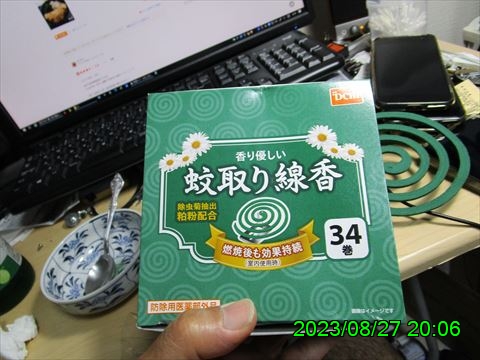 DCM
香り優しい
蚊取り線香
除虫菊抽出
粕粉配合
34
巻
燃焼後も効果持続
室内使用時
防除用医薬部外品
画像はイメージです
2023/08/27 20:06